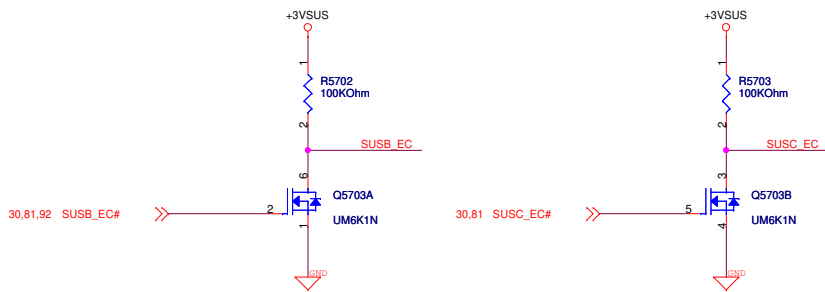 +3VSUS
1
R5702
100KOhm
2
SUSB_EC
6
Q5703A
30,81,92 SUSB_EC#
2
UM6K1N
1
GND
+3VSUS
1
R5703
100KOhm
2
SUSC_EC
3
Q5703B
30,81 SUSC_EC#
5
UM6K1N
4
GND